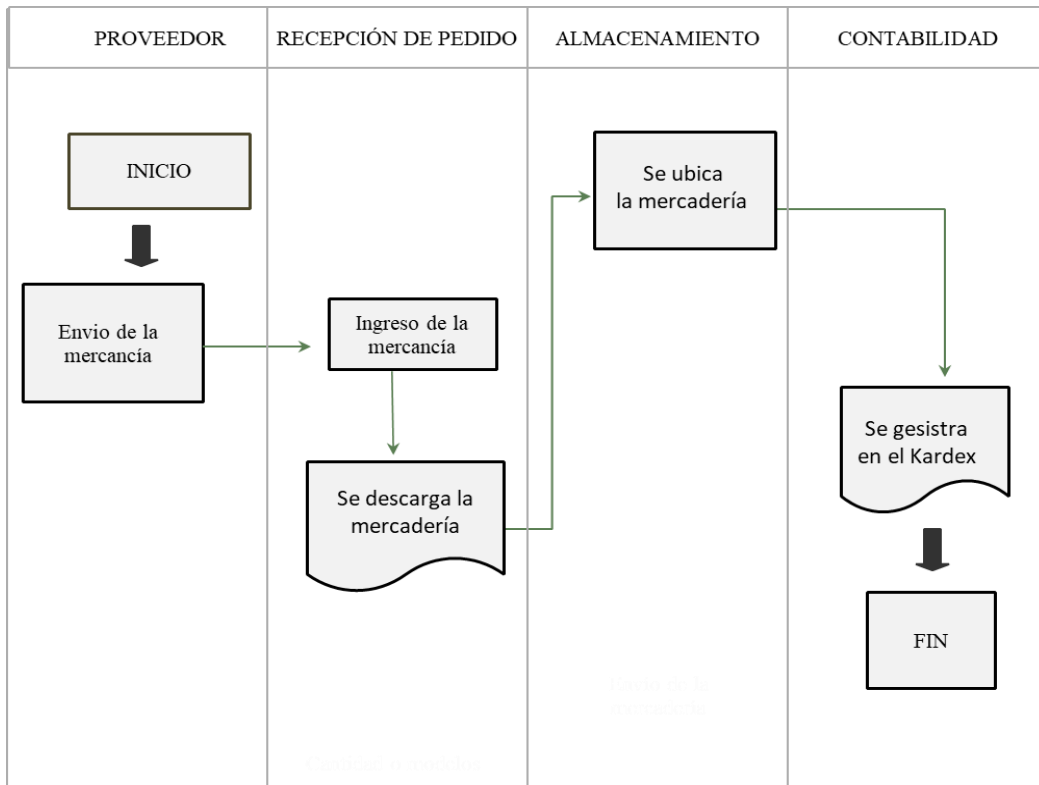 PROVEEDOR
RECEPCIÓN DE PEDIDO
ALMACENAMIENTO
CONTABILIDAD
INICIO
Envio de la
mercancía
Ingreso de la
mercancía
Se descarga la
mercadería
Se ubica
la mercadería
Se gesistra
en el Kardex
FIN